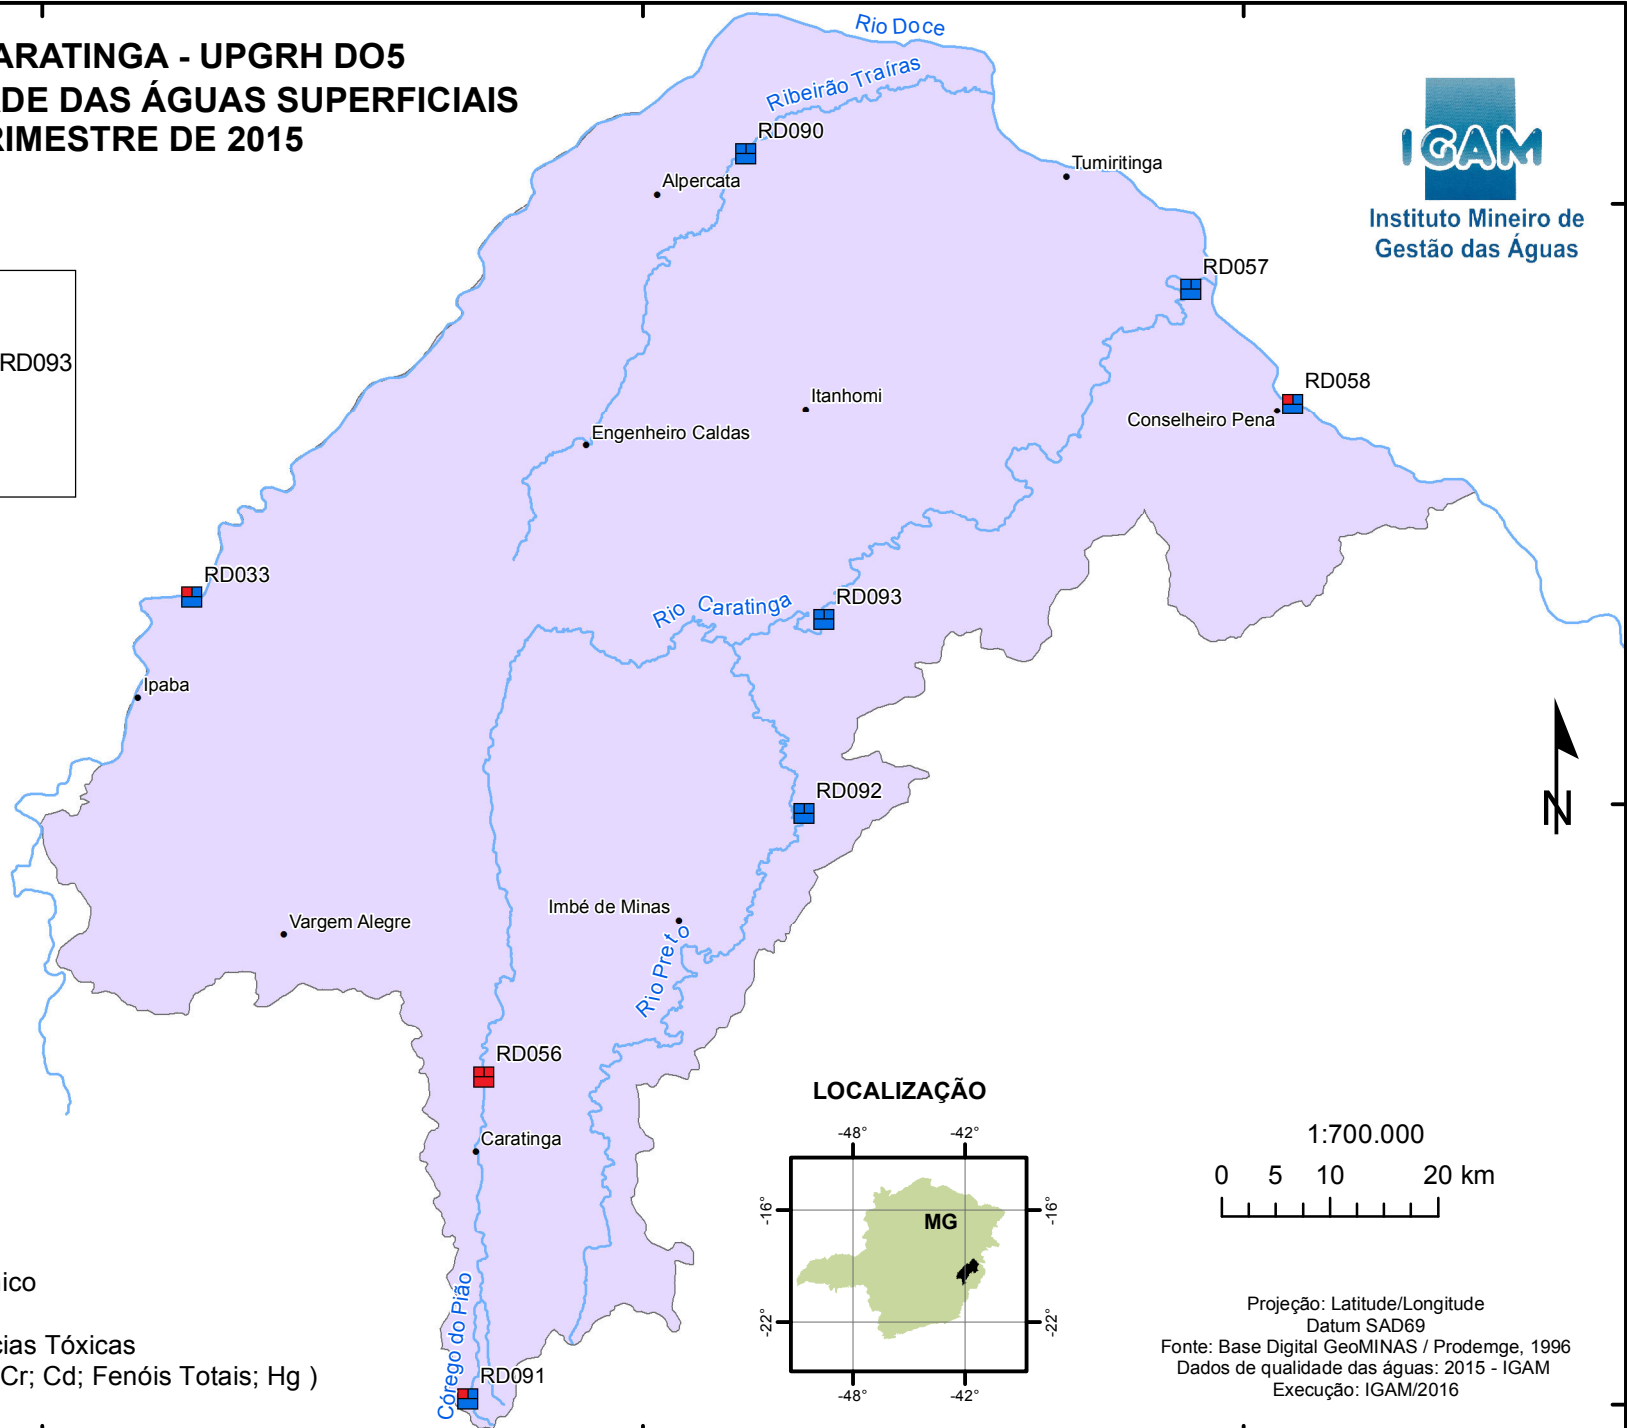 ARATINGA - UPGRH DO5
ADE DAS ÁGUAS SUPERFICIAIS
RIMESTRE DE 2015
Rio Doce
Ribeirão Traíras
RD090
Alpercata
Tumiritinga
IGAM
Instituto Mineiro de
Gestão das Águas
RD057
RD093
RD058
Conselheiro Pena
Itanhomi
Engenheiro Caldas
RD033
Rio Caratinga
RD093
Ipaba
RD092
N
Imbé de Minas
Vargem Alegre
Rio Preto
RD056
Caratinga
LOCALIZAÇÃO
-48° -42°
-16° -16°
MG
-22° -22°
-48° -42°
1:700.000
0 5 10 20 km
ico
cias Tóxicas
Cr; Cd; Fenóis Totais; Hg )
Córego do Pião
RD091
Projeção: Latitude/Longitude
Datum SAD69
Fonte: Base Digital GeoMINAS / Prodemge, 1996
Dados de qualidade das águas: 2015 - IGAM
Execução: IGAM/2016